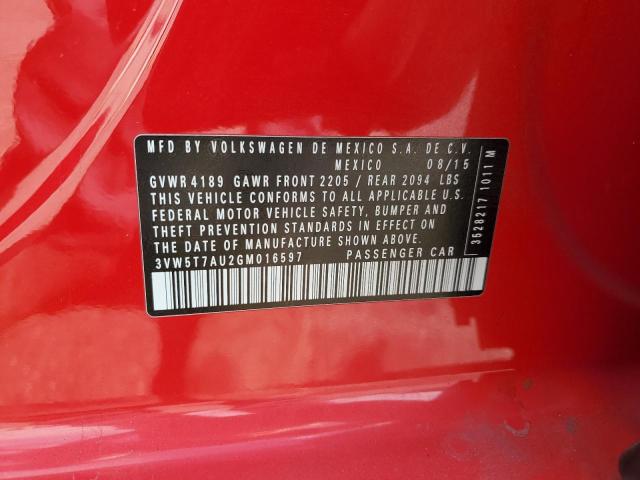 MFD BY VOLKSWAGEN DE MEXICO S.A. DE C.V.
MEXICO 08/15
GVWR 4189 GAWR FRONT 2205 / REAR 2094 LBS
THIS VEHICLE CONFORMS TO ALL APPLICABLE U.S.
FEDERAL MOTOR VEHICLE SAFETY, BUMPER AND
THEFT PREVENTION STANDARDS IN EFFECT ON
THE DATE OF MANUFACTURE SHOWN ABOVE.
3VW5T7AU2GM016597 PASSENGER CAR
3528217 1011 M